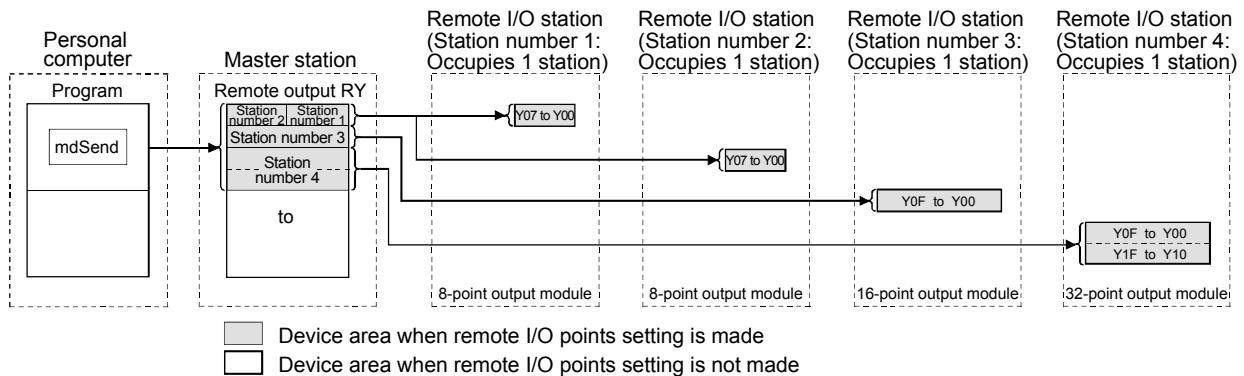 Personal
computer
Program
mdSend
Master station
Remote output RY
Station
number 2
Station
number 1
Station number 3
Station
number 4
to
Remote I/O station
(Station number 1:
Occupies 1 station)
Y07 to Y00
8-point output module
Remote I/O station
(Station number 2:
Occupies 1 station)
Y07 to Y00
8-point output module
Remote I/O station
(Station number 3:
Occupies 1 station)
Y0F to Y00
16-point output module
Remote I/O station
(Station number 4:
Occupies 1 station)
Y0F to Y00
Y1F to Y10
32-point output module
Device area when remote I/O points setting is made
Device area when remote I/O points setting is not made